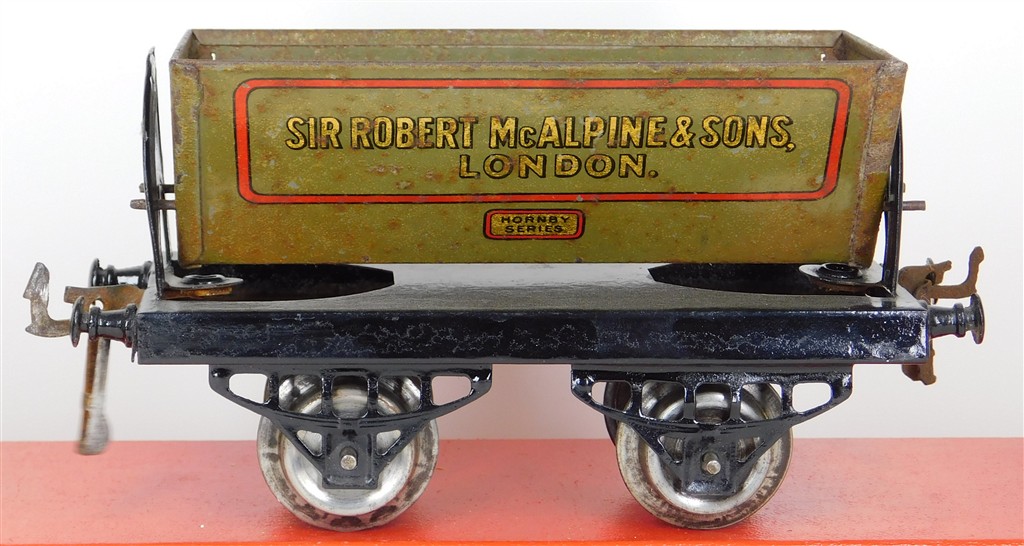 SIR ROBERT McALPINE & SONS,
LONDON.
HORNBY
SERIES